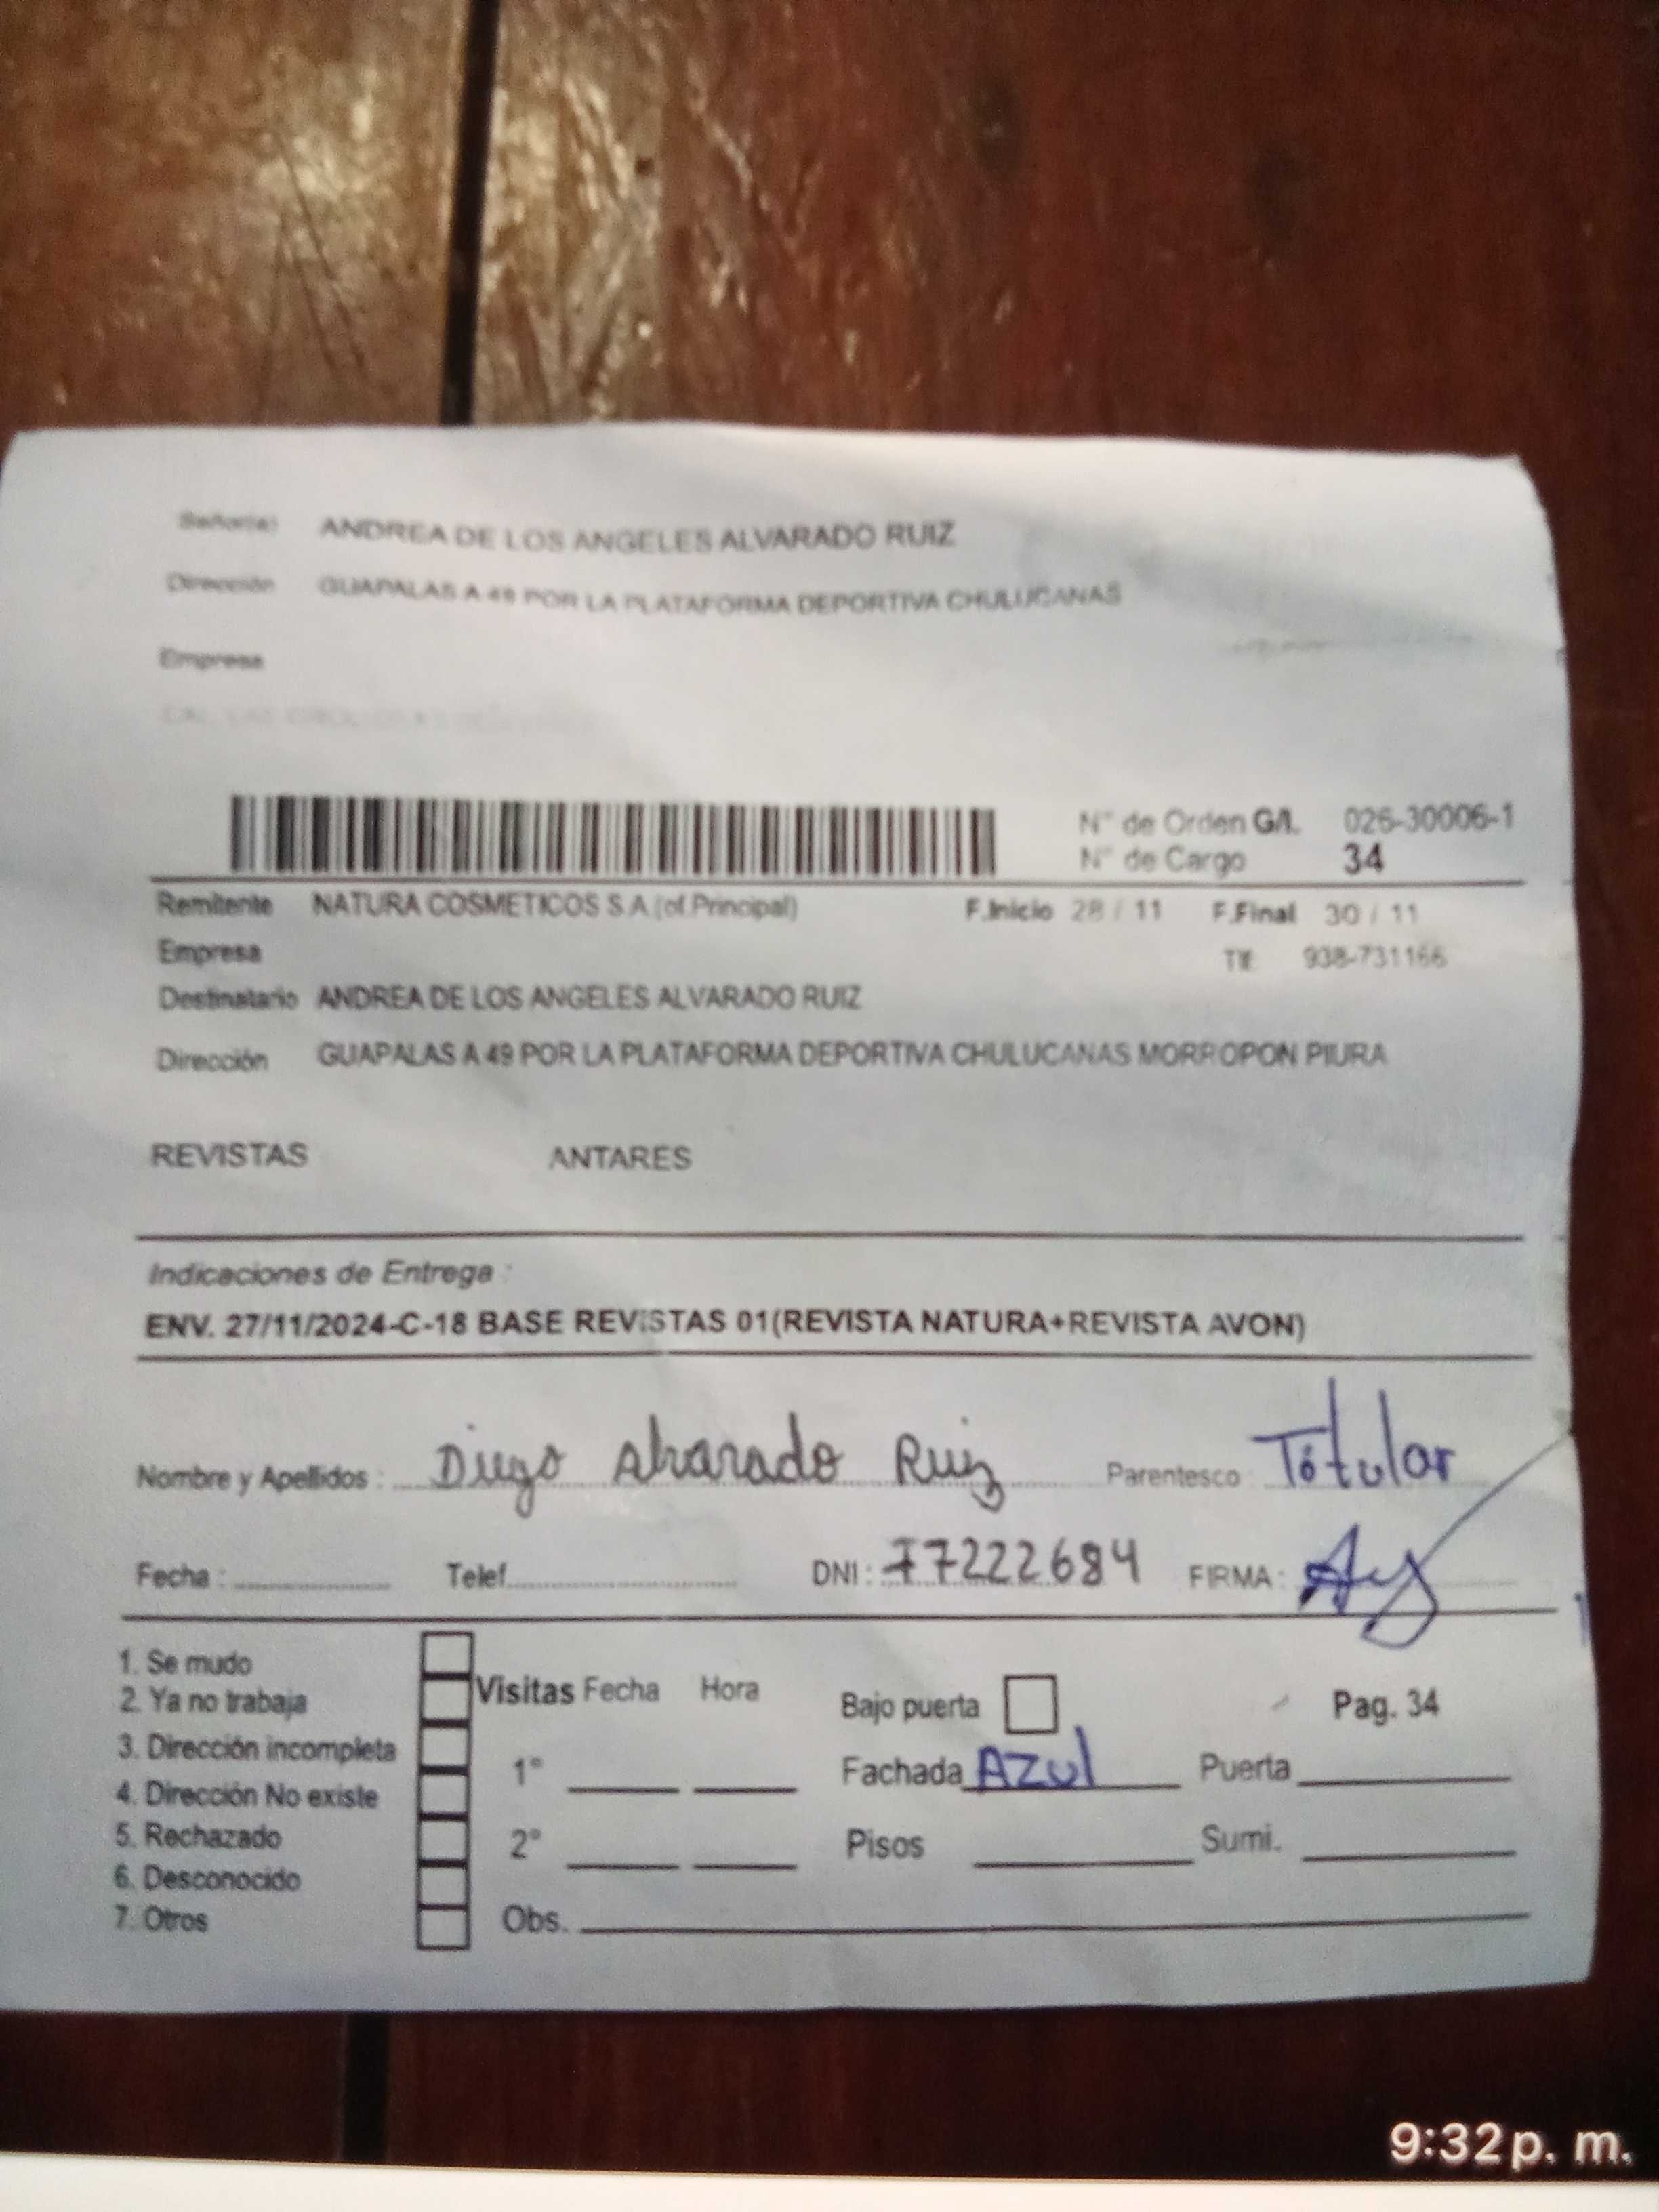 Señor(a) ANDREA DE LOS ANGELES ALVARADO RUIZ
Dirección GUAPALAS A 49 POR LA PLATAFORMA DEPORTIVA CHULUCANAS
Empresa
N° de Orden G/I. 026-30006-1
N° de Cargo 34
Remitente NATURA COSMETICOS S A (of.Principal) F.Inicio 28 / 11 F.Final 30 / 11
Empresa Tlf: 938-731166
Destinatario ANDREA DE LOS ANGELES ALVARADO RUIZ
Dirección GUAPALAS A 49 POR LA PLATAFORMA DEPORTIVA CHULUCANAS MORROPON PIURA
REVISTAS ANTARES
Indicaciones de Entrega :
ENV. 27/11/2024-C-18 BASE REVISTAS 01(REVISTA NATURA+REVISTA AVON)
Nombre y Apellidos : Diego Alvarado Ruiz Parentesco : Titular
Fecha : Telef. DNI : 77222684 FIRMA :
1. Se mudo
2. Ya no trabaja
3. Dirección incompleta
4. Dirección No existe
5. Rechazado
6. Desconocido
7. Otros
Visitas Fecha Hora
1°
2°
Obs.
Bajo puerta Pag. 34
Fachada AZul Puerta
Pisos Sumi.
9:32 p. m.